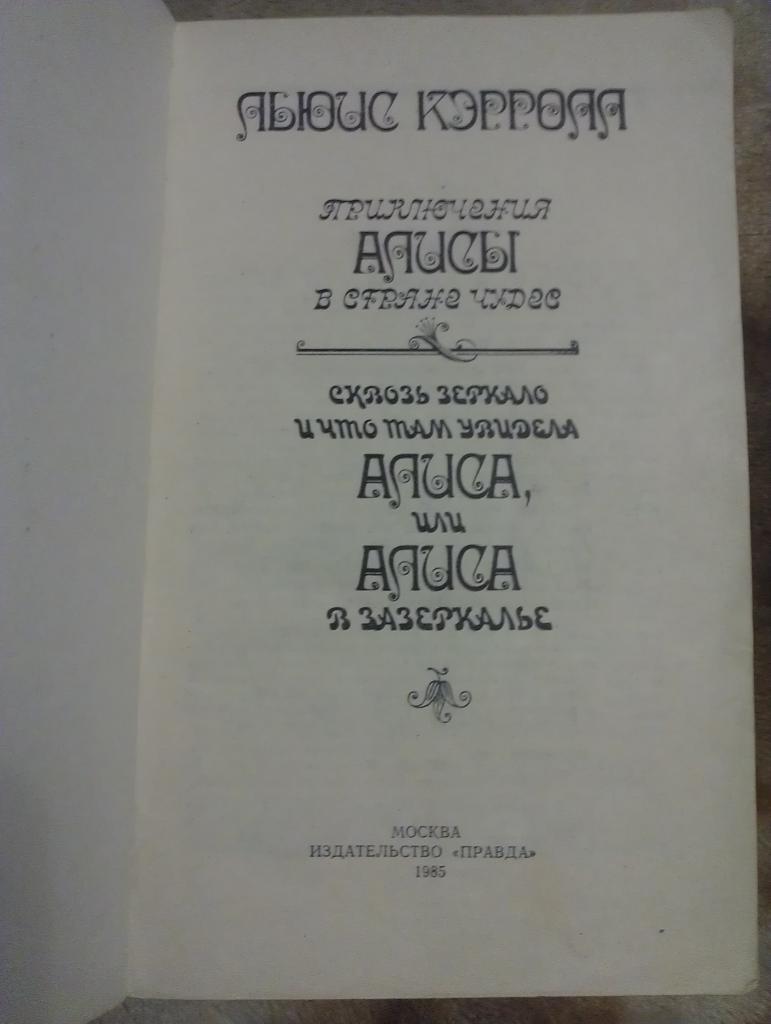 ЛЬЮИС КЭРРОЛЛ
ПРИКЛЮЧЕНИЯ
АЛИСЫ
В СТРАНЕ ЧУДЕС
СКВОЗЬ ЗЕРКАЛО
И ЧТО ТАМ УВИДЕЛА
АЛИСА,
ИЛИ
АЛИСА
В ЗАЗЕРКАЛЬЕ
МОСКВА
ИЗДАТЕЛЬСТВО «ПРАВДА»
1985